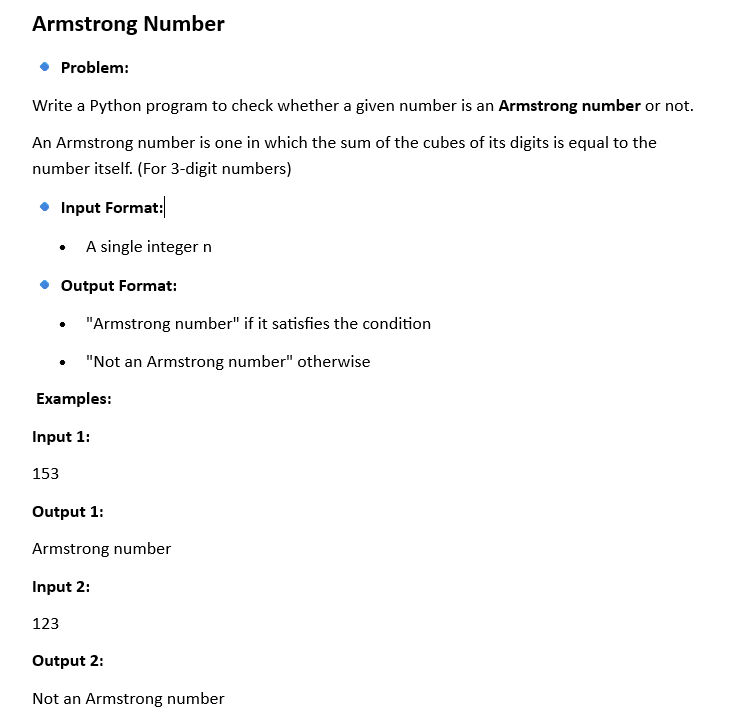 Armstrong Number
Problem:
Write a Python program to check whether a given number is an Armstrong number or not.
An Armstrong number is one in which the sum of the cubes of its digits is equal to the
number itself. (For 3-digit numbers)
Input Format:
• A single integer n
Output Format:
• "Armstrong number" if it satisfies the condition
• "Not an Armstrong number" otherwise
Examples:
Input 1:
153
Output 1:
Armstrong number
Input 2:
123
Output 2:
Not an Armstrong number